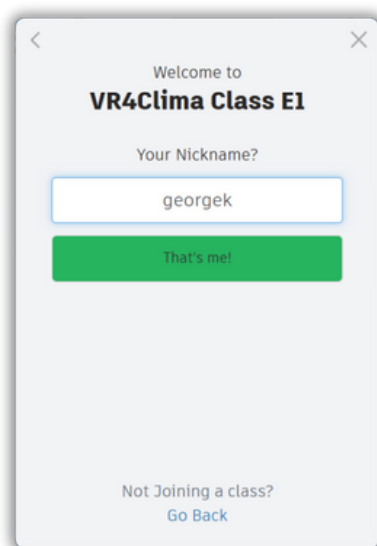 Welcome to
VR4Clima Class E1
Your Nickname?
georgek
That's me!
Not Joining a class?
Go Back